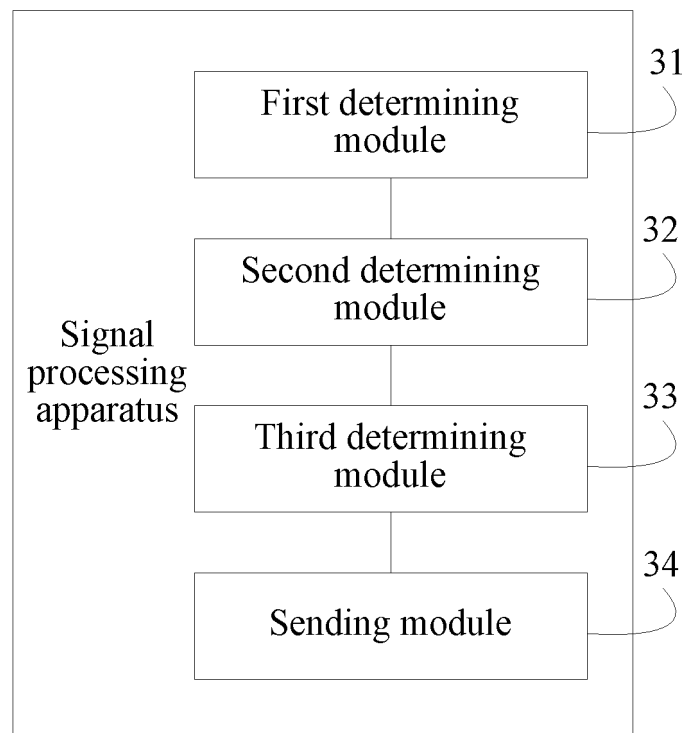 31
First determining
module
32
Second determining
module
Signal
processing
apparatus
33
Third determining
module
34
Sending module